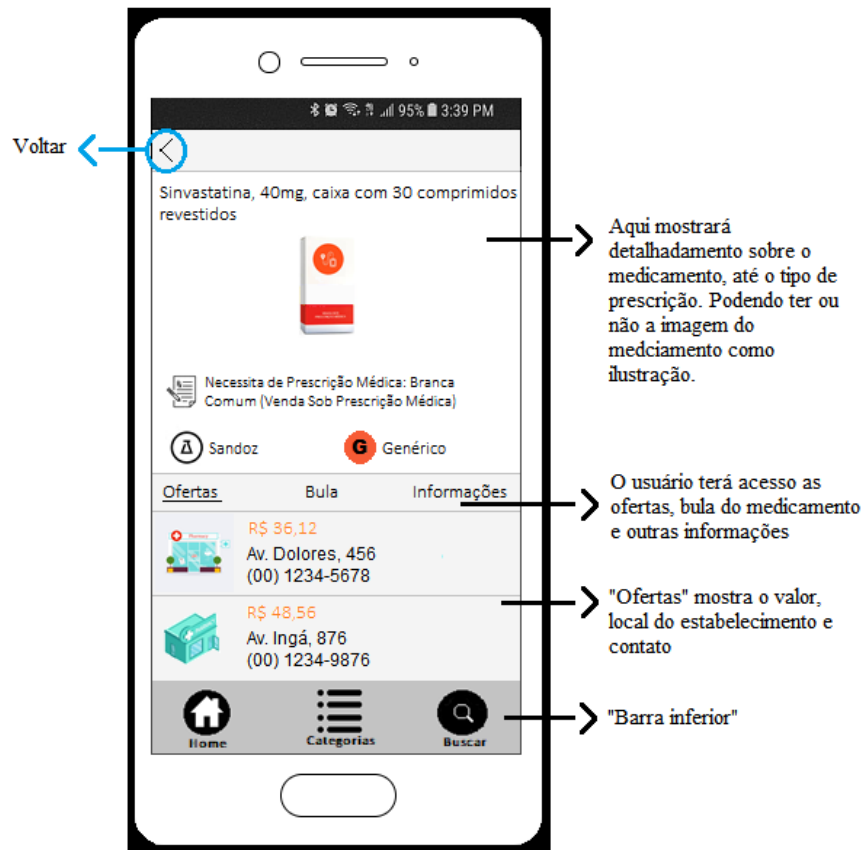 95% 3:39 PM
Voltar
Sinvastatina, 40mg, caixa com 30 comprimidos
revestidos
Aqui mostrará
detalhadamento sobre o
medicamento, até o tipo de
prescrição. Podendo ter ou
não a imagem do
medciamento como
ilustração.
Necessita de Prescrição Médica: Branca
Comum (Venda Sob Prescrição Médica)
Sandoz
G Genérico
Ofertas Bula Informações
O usuário terá acesso as
ofertas, bula do medicamento
e outras informações
R$ 36,12
Av. Dolores, 456
(00) 1234-5678
"Ofertas" mostra o valor,
local do estabelecimento e
contato
R$ 48,56
Av. Ingá, 876
(00) 1234-9876
"Barra inferior"
Home Categorias Buscar